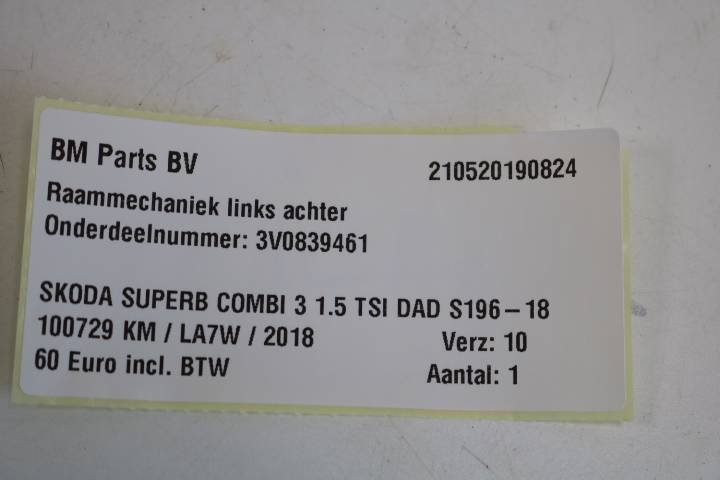 BM Parts BV 210520190824
Raammechaniek links achter
Onderdeelnummer: 3V0839461
SKODA SUPERB COMBI 3 1.5 TSI DAD S196-18
100729 KM / LA7W / 2018 Verz: 10
60 Euro incl. BTW Aantal: 1